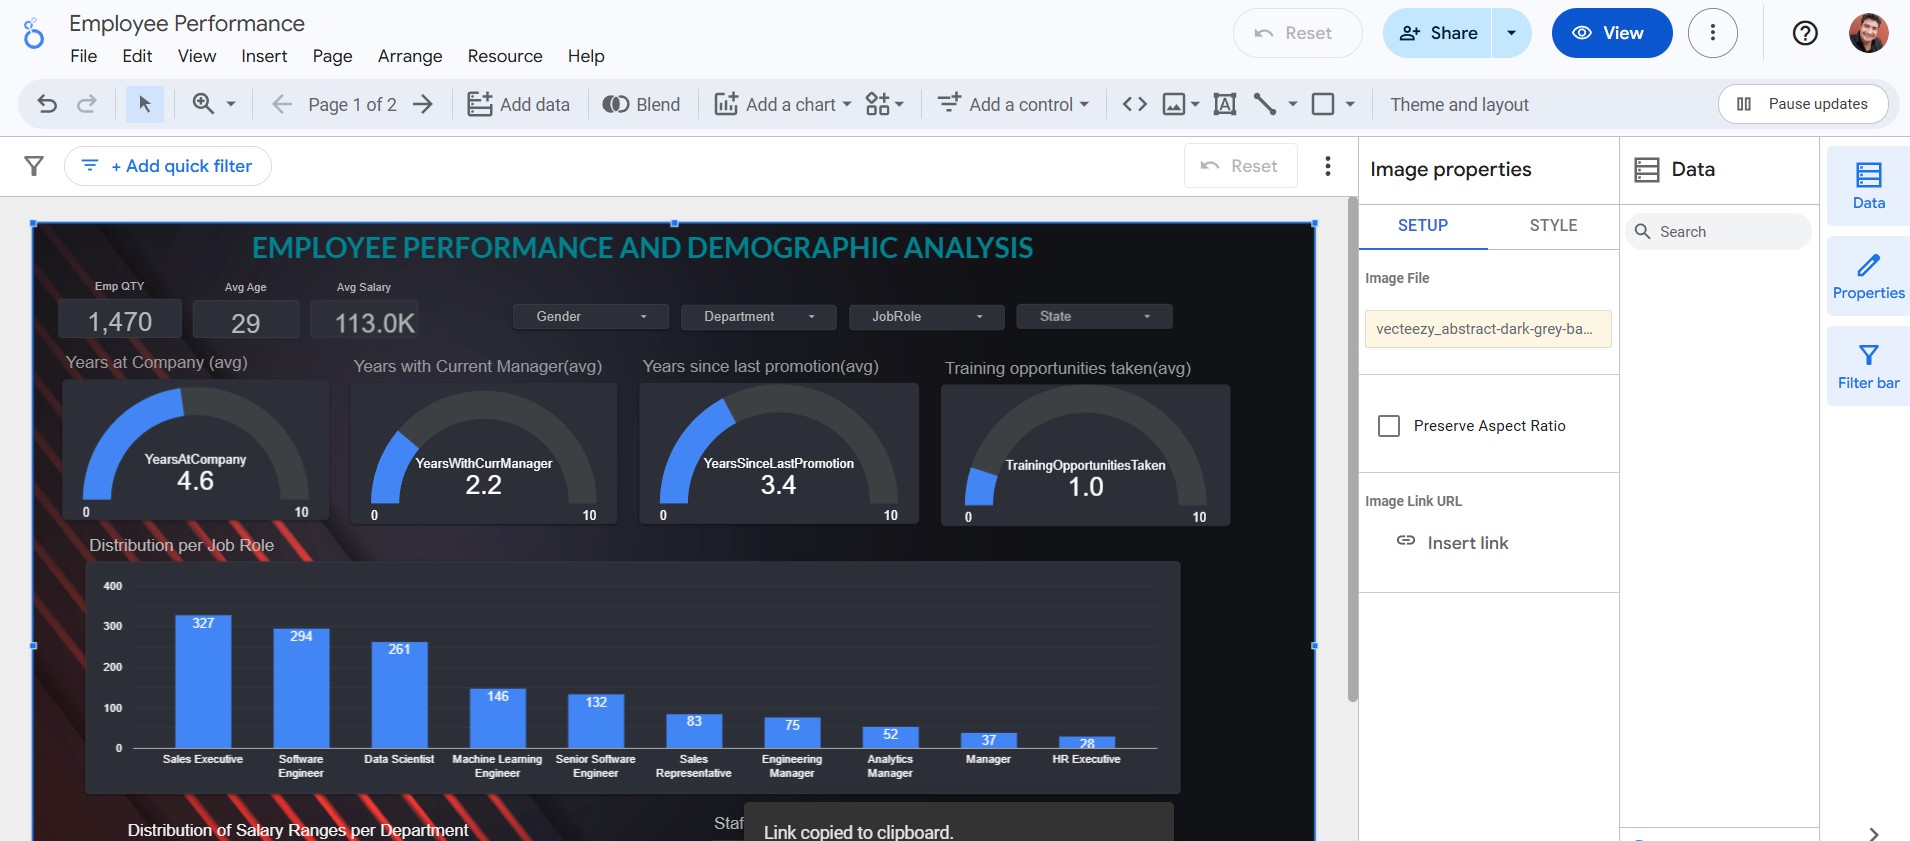 Employee Performance
File Edit View Insert Page Arrange Resource Help
Reset
Share
View
Page 1 of 2
Add data
Blend
Add a chart
Add a control
Theme and layout
Pause updates
+ Add quick filter
Reset
EMPLOYEE PERFORMANCE AND DEMOGRAPHIC ANALYSIS
Emp QTY
1,470
Avg Age
29
Avg Salary
113.0K
Gender
Department
JobRole
State
Years at Company (avg)
YearsAtCompany
4.6
0 10
Years with Current Manager(avg)
YearsWithCurrManager
2.2
0 10
Years since last promotion(avg)
YearsSinceLastPromotion
3.4
0 10
Training opportunities taken(avg)
TrainingOpportunitiesTaken
1.0
0 10
Distribution per Job Role
400
300
200
100
0
327
294
261
146
132
83
75
52
37
28
Sales Executive
Software
Engineer
Data Scientist
Machine Learning
Engineer
Senior Software
Engineer
Sales
Representative
Engineering
Manager
Analytics
Manager
Manager
HR Executive
Distribution of Salary Ranges per Department
Link copied to clipboard.
Image properties
SETUP STYLE
Image File
vecteezy_abstract-dark-grey-ba...
Preserve Aspect Ratio
Image Link URL
Insert link
Data
Search
Data
Properties
Filter bar